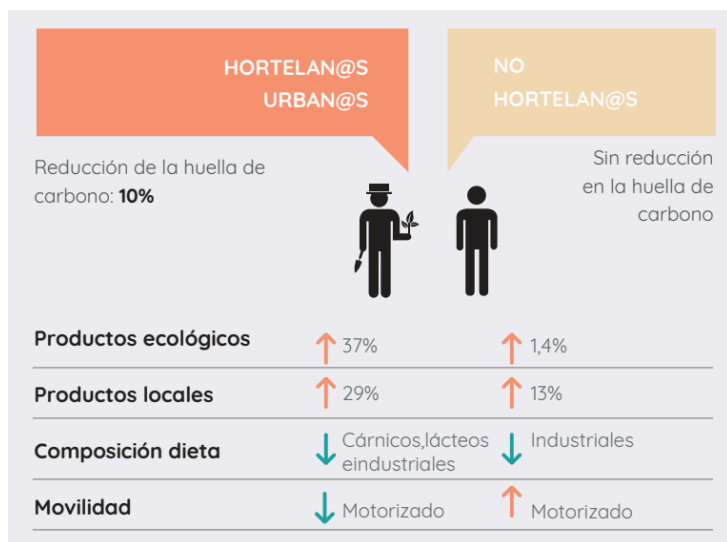 HORTELAN@S
URBAN@S
NO
HORTELAN@S
Reducción de la huella de
carbono: 10%
Sin reducción
en la huella de
carbono
Productos ecológicos ↑ 37% ↑ 1,4%
Productos locales ↑ 29% ↑ 13%
Composición dieta ↓ Cárnicos,lácteos
eindustriales ↓ Industriales
Movilidad ↓ Motorizado ↑ Motorizado